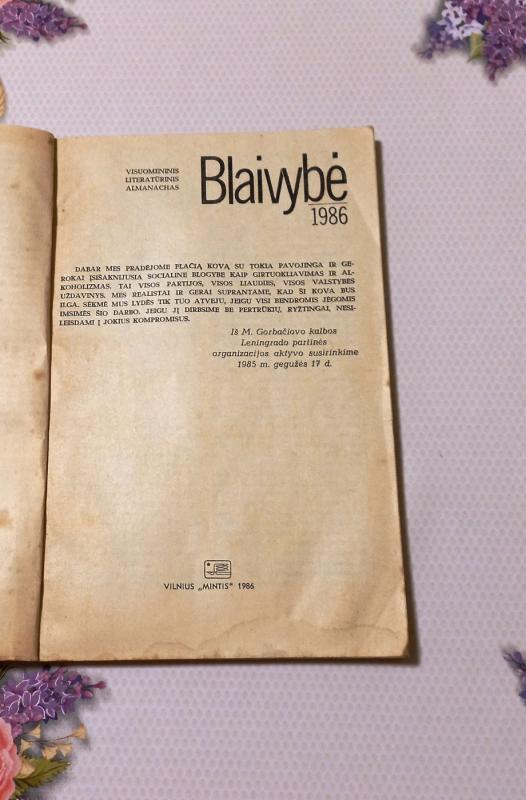 VISUOMENINIS
LITERATŪRINIS
ALMANACHAS
Blaivybė
1986
DABAR MES PRADĖJOME PLAČIĄ KOVĄ SU TOKIA PAVOJINGA IR GE-
ROKAI ĮSIŠAKNIJUSIA SOCIALINE BLOGYBE KAIP GIRTUOKLIAVIMAS IR AL-
KOHOLIZMAS. TAI VISOS PARTIJOS, VISOS LIAUDIES, VISOS VALSTYBĖS
UŽDAVINYS. MES REALISTAI IR GERAI SUPRANTAME, KAD ŠI KOVA BUS
ILGA. SĖKMĖ MUS LYDĖS TIK TUO ATVEJU, JEIGU VISI BENDROMIS JĖGOMIS
IMSIMĖS ŠIO DARBO. JEIGU JĮ DIRBSIME BE PERTRŪKIŲ, RYŽTINGAI, NESI-
LEISDAMI Į JOKIUS KOMPROMISUS.
Iš M. Gorbačiovo kalbos
Leningrado partinės
organizacijos aktyvo susirinkime
1985 m. gegužės 17 d.
VILNIUS „MINTIS“ 1986